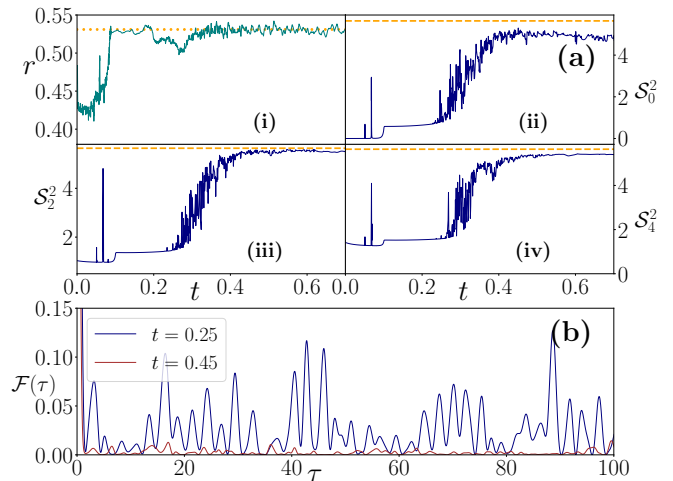 0.55
0.50
0.45
0.40
r
(i)
(a)
4
2
0
S_0^2
(ii)
4
2
S_2^2
(iii)
(iv)
6
4
2
0
S_4^2
0.0 0.2 0.4 0.6
t
0.0 0.2 0.4 0.6
t
0.15
0.10
0.05
0.00
F(τ)
t = 0.25
t = 0.45
(b)
0 20 40 60 80 100
τ